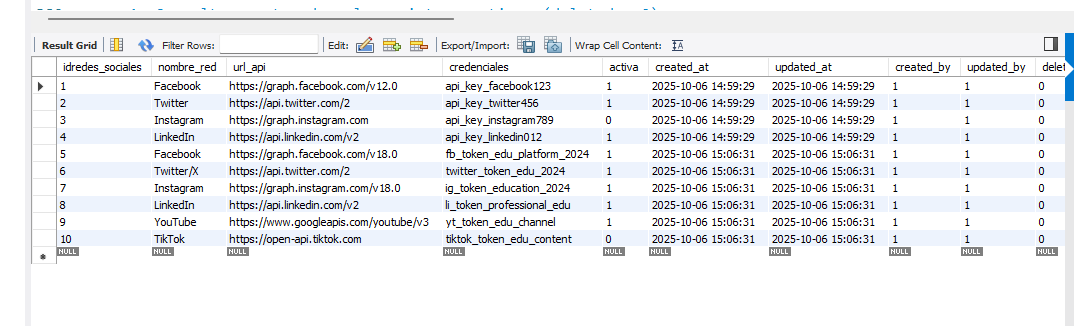 Result Grid Filter Rows: Edit: Export/Import: Wrap Cell Content: IA
idredes_sociales nombre_red url_api credenciales activa created_at updated_at created_by updated_by delet
1 Facebook https://graph.facebook.com/v12.0 api_key_facebook123 1 2025-10-06 14:59:29 2025-10-06 14:59:29 1 1 0
2 Twitter https://api.twitter.com/2 api_key_twitter456 1 2025-10-06 14:59:29 2025-10-06 14:59:29 1 1 0
3 Instagram https://graph.instagram.com api_key_instagram789 0 2025-10-06 14:59:29 2025-10-06 14:59:29 1 1 0
4 LinkedIn https://api.linkedin.com/v2 api_key_linkedin012 1 2025-10-06 14:59:29 2025-10-06 14:59:29 1 1 0
5 Facebook https://graph.facebook.com/v18.0 fb_token_edu_platform_2024 1 2025-10-06 15:06:31 2025-10-06 15:06:31 1 1 0
6 Twitter/X https://api.twitter.com/2 twitter_token_edu_2024 1 2025-10-06 15:06:31 2025-10-06 15:06:31 1 1 0
7 Instagram https://graph.instagram.com/v18.0 ig_token_education_2024 1 2025-10-06 15:06:31 2025-10-06 15:06:31 1 1 0
8 LinkedIn https://api.linkedin.com/v2 li_token_professional_edu 1 2025-10-06 15:06:31 2025-10-06 15:06:31 1 1 0
9 YouTube https://www.googleapis.com/youtube/v3 yt_token_edu_channel 1 2025-10-06 15:06:31 2025-10-06 15:06:31 1 1 0
10 TikTok https://open-api.tiktok.com tiktok_token_edu_content 0 2025-10-06 15:06:31 2025-10-06 15:06:31 1 1 0
NULL NULL NULL NULL NULL NULL NULL NULL NULL NULL